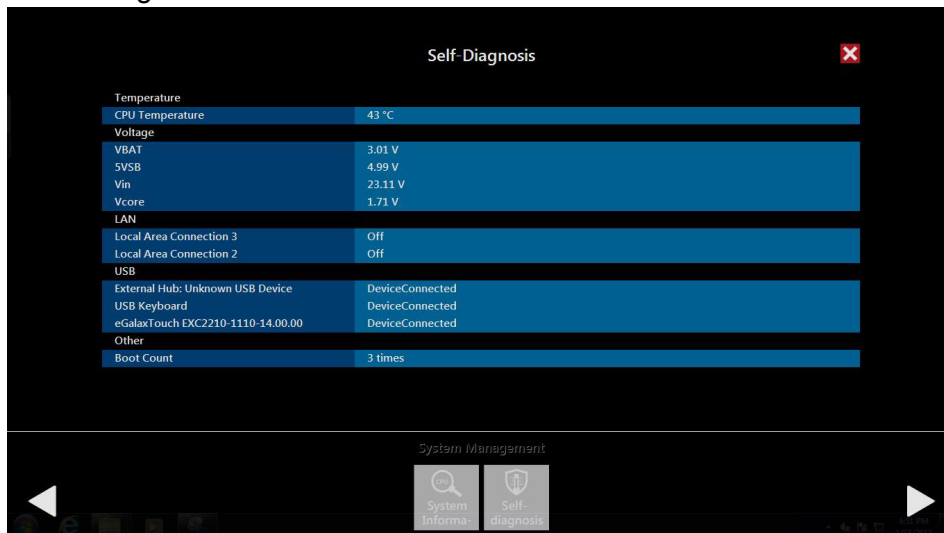 Self-Diagnosis
Temperature
CPU Temperature 43 °C
Voltage
VBAT 3.01 V
5VSB 4.99 V
Vin 23.11 V
Vcore 1.71 V
LAN
Local Area Connection 3 Off
Local Area Connection 2 Off
USB
External Hub: Unknown USB Device DeviceConnected
USB Keyboard DeviceConnected
eGalaxTouch EXC2210-1110-14.00.00 DeviceConnected
Other
Boot Count 3 times
System Management
CPU
System
Informa-
Self-
diagnosis